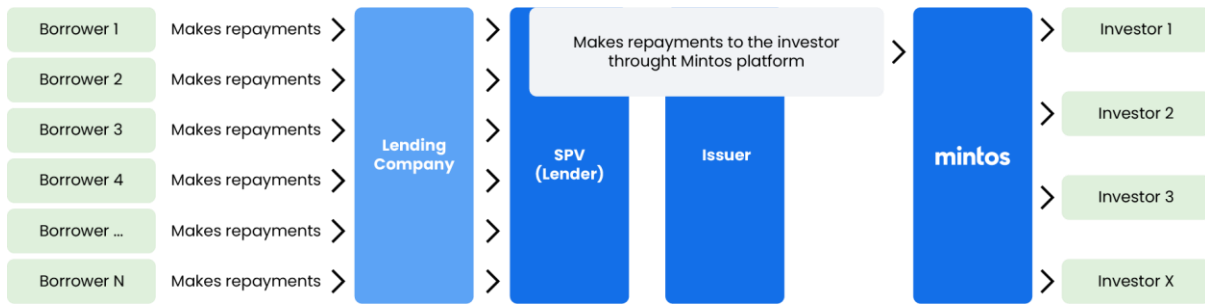 Borrower 1 Makes repayments
Borrower 2 Makes repayments
Borrower 3 Makes repayments
Borrower 4 Makes repayments
Borrower ... Makes repayments
Borrower N Makes repayments
Lending
Company
SPV
(Lender)
Issuer
Makes repayments to the investor
throught Mintos platform
mintos
Investor 1
Investor 2
Investor 3
Investor X